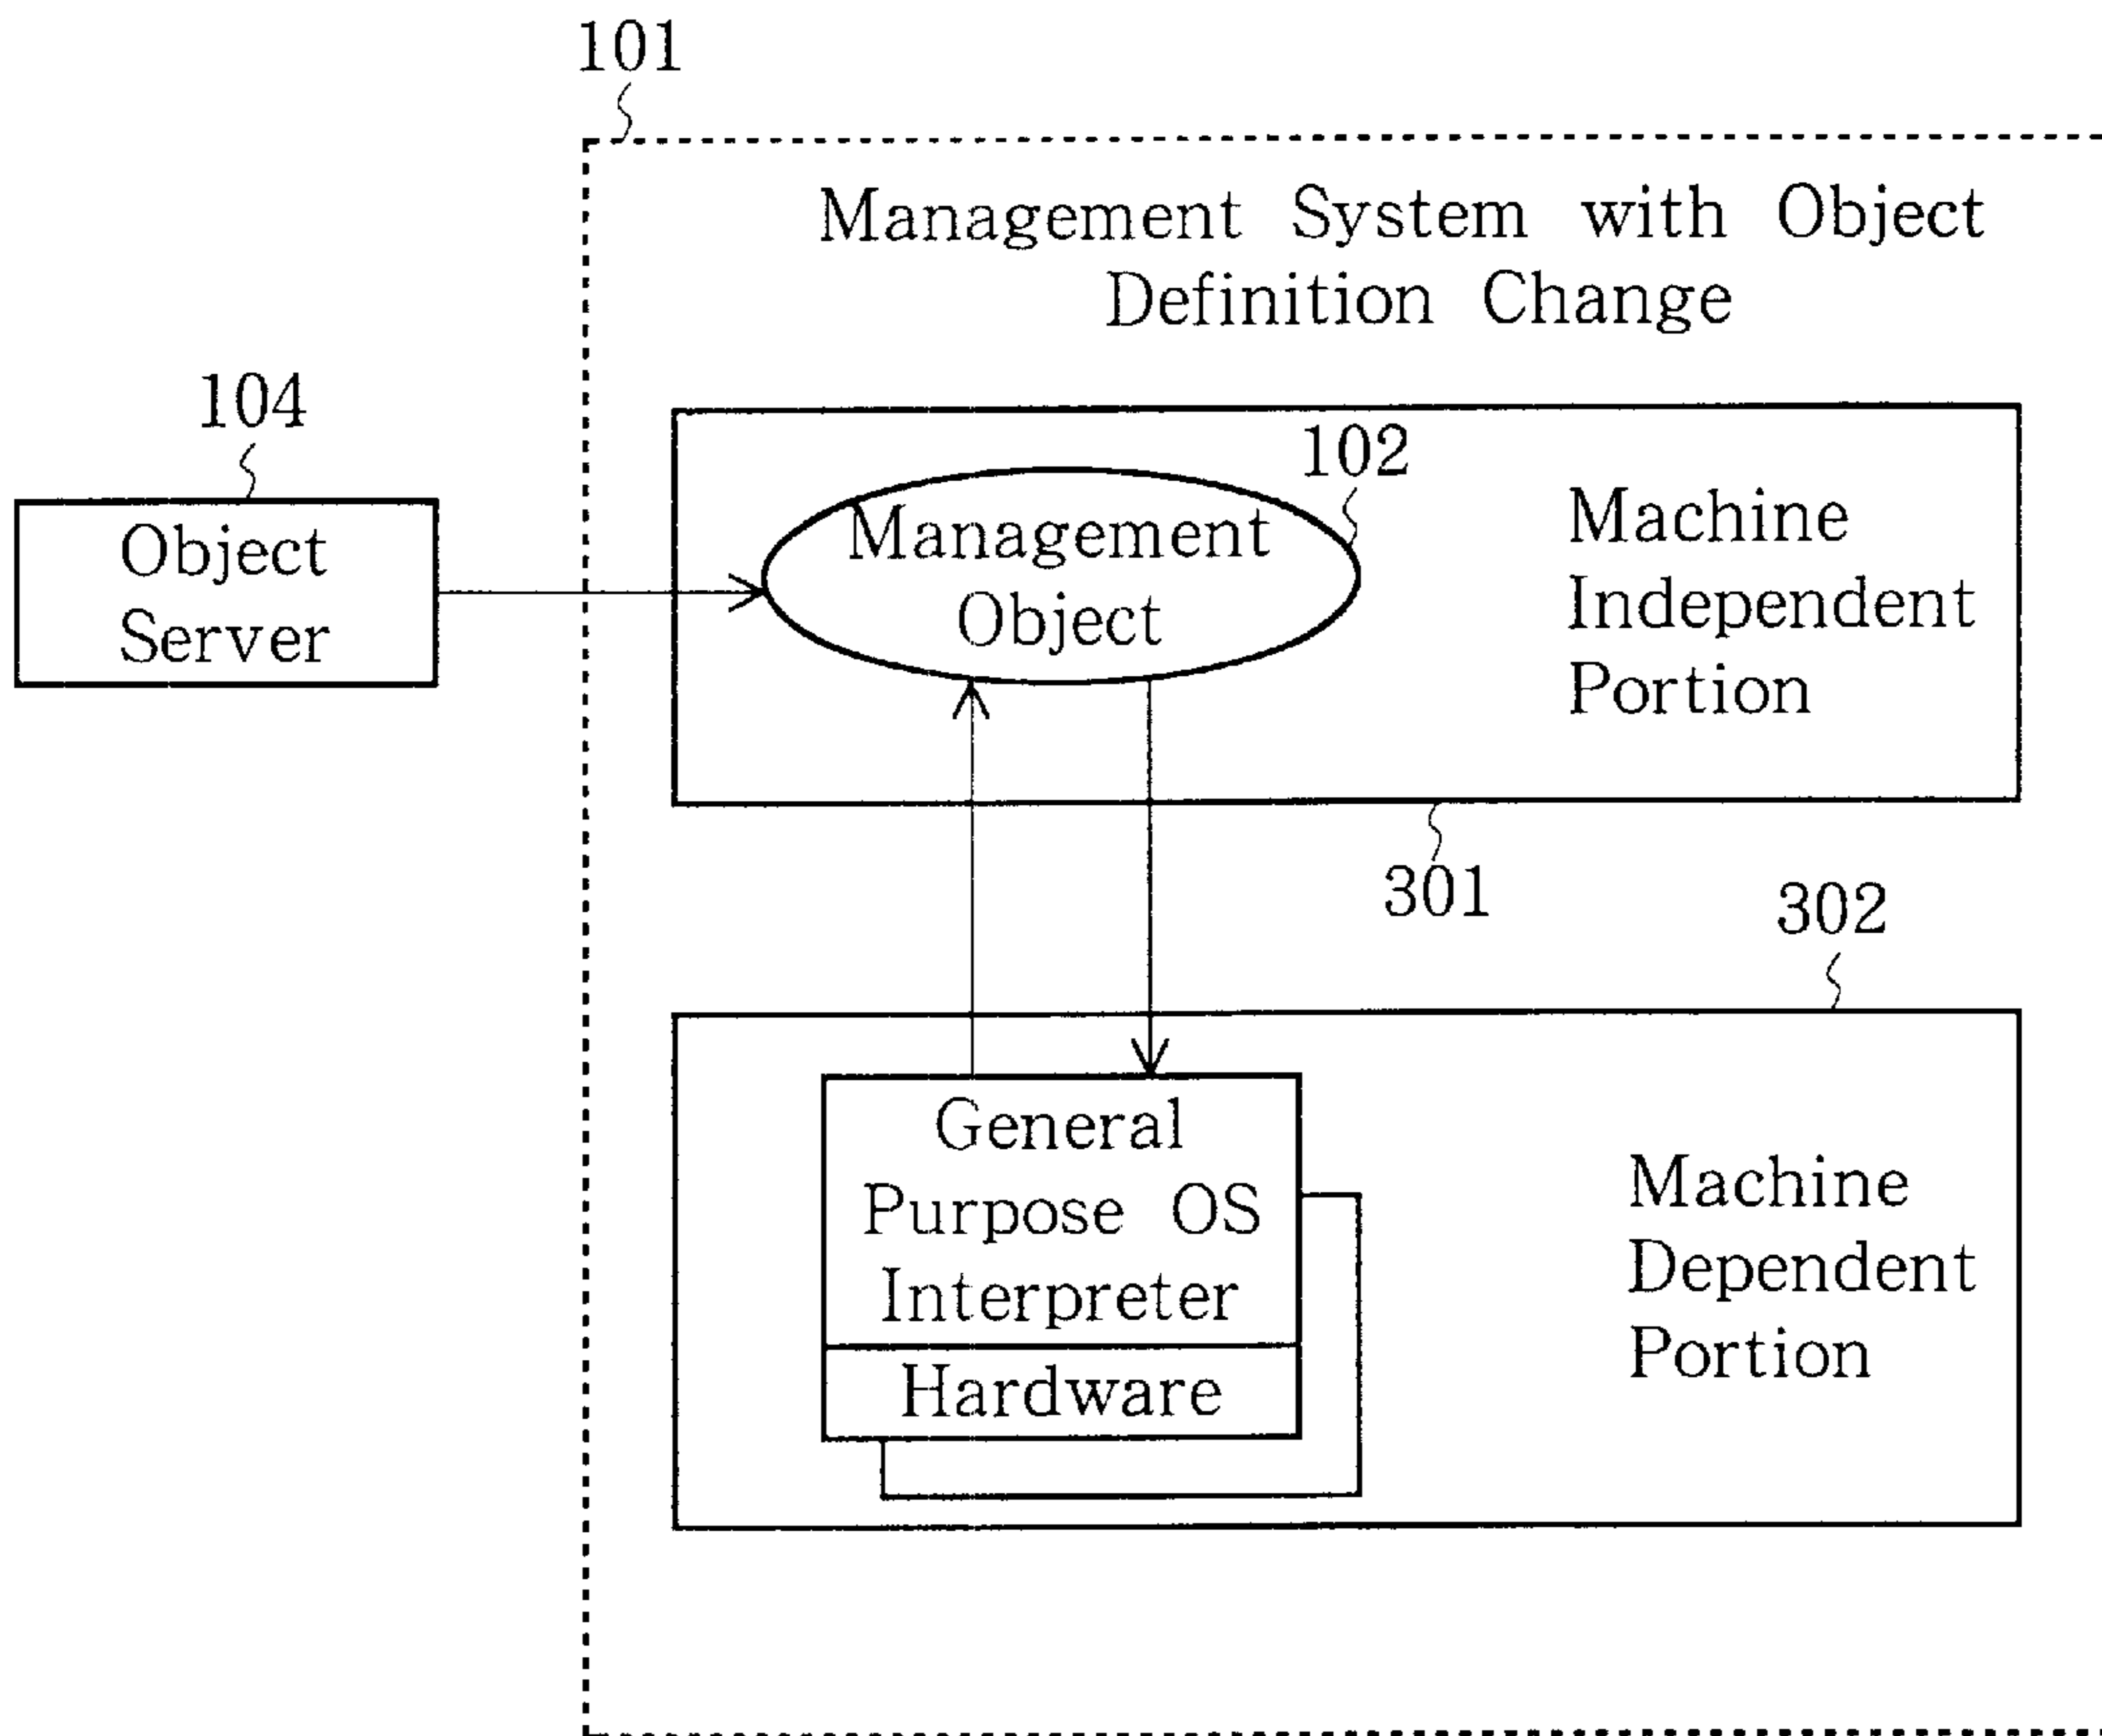 101
Management System with Object
Definition Change
104
Object
Server
102
Management
Object
Machine
Independent
Portion
301
302
General
Purpose OS
Interpreter
Hardware
Machine
Dependent
Portion